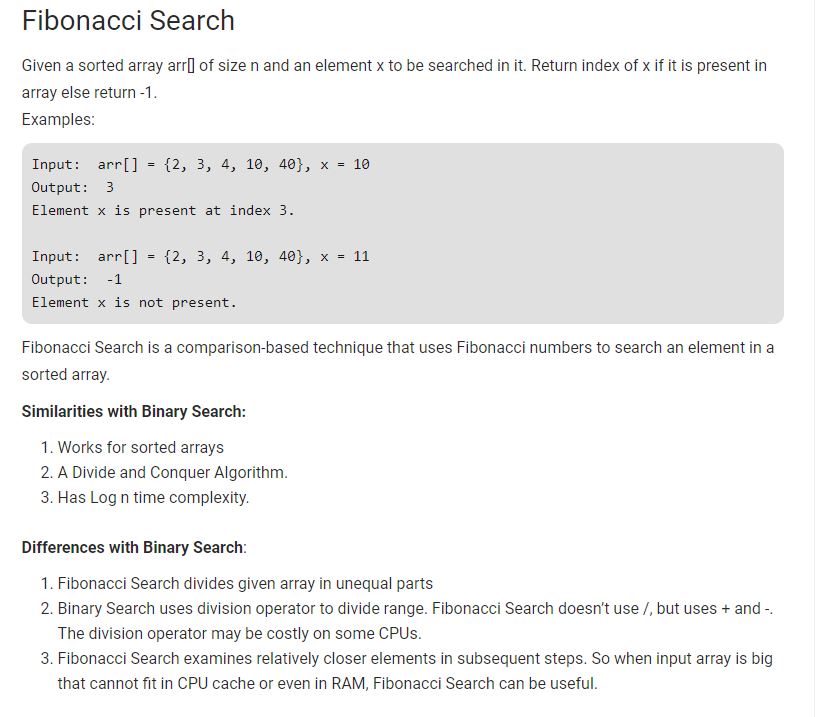 Fibonacci Search
Given a sorted array arr[] of size n and an element x to be searched in it. Return index of x if it is present in
array else return -1.
Examples:
Input:  arr[] = {2, 3, 4, 10, 40}, x = 10
Output:  3
Element x is present at index 3.
Input:  arr[] = {2, 3, 4, 10, 40}, x = 11
Output:  -1
Element x is not present.
Fibonacci Search is a comparison-based technique that uses Fibonacci numbers to search an element in a
sorted array.
Similarities with Binary Search:
1. Works for sorted arrays
2. A Divide and Conquer Algorithm.
3. Has Log n time complexity.
Differences with Binary Search:
1. Fibonacci Search divides given array in unequal parts
2. Binary Search uses division operator to divide range. Fibonacci Search doesn’t use /, but uses + and -.
The division operator may be costly on some CPUs.
3. Fibonacci Search examines relatively closer elements in subsequent steps. So when input array is big
that cannot fit in CPU cache or even in RAM, Fibonacci Search can be useful.